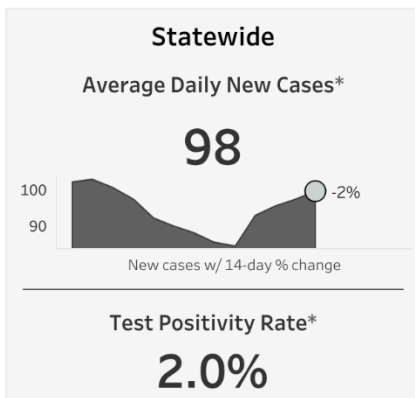 Statewide
Average Daily New Cases*
98
100
-2%
90
New cases w/ 14-day % change
Test Positivity Rate*
2.0%